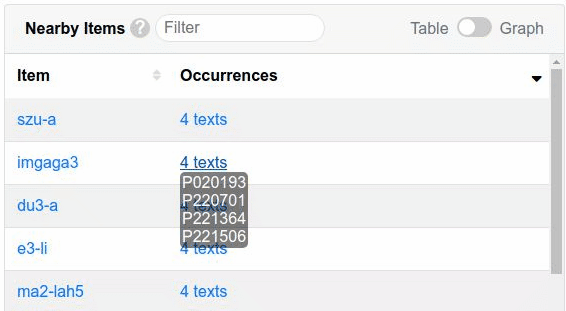 Nearby Items ? Filter Table Graph
Item Occurrences
szu-a 4 texts
imgaga3 4 texts
P020193
du3-a P220701
P221364
e3-li P221506
4 texts
ma2-lah5 4 texts